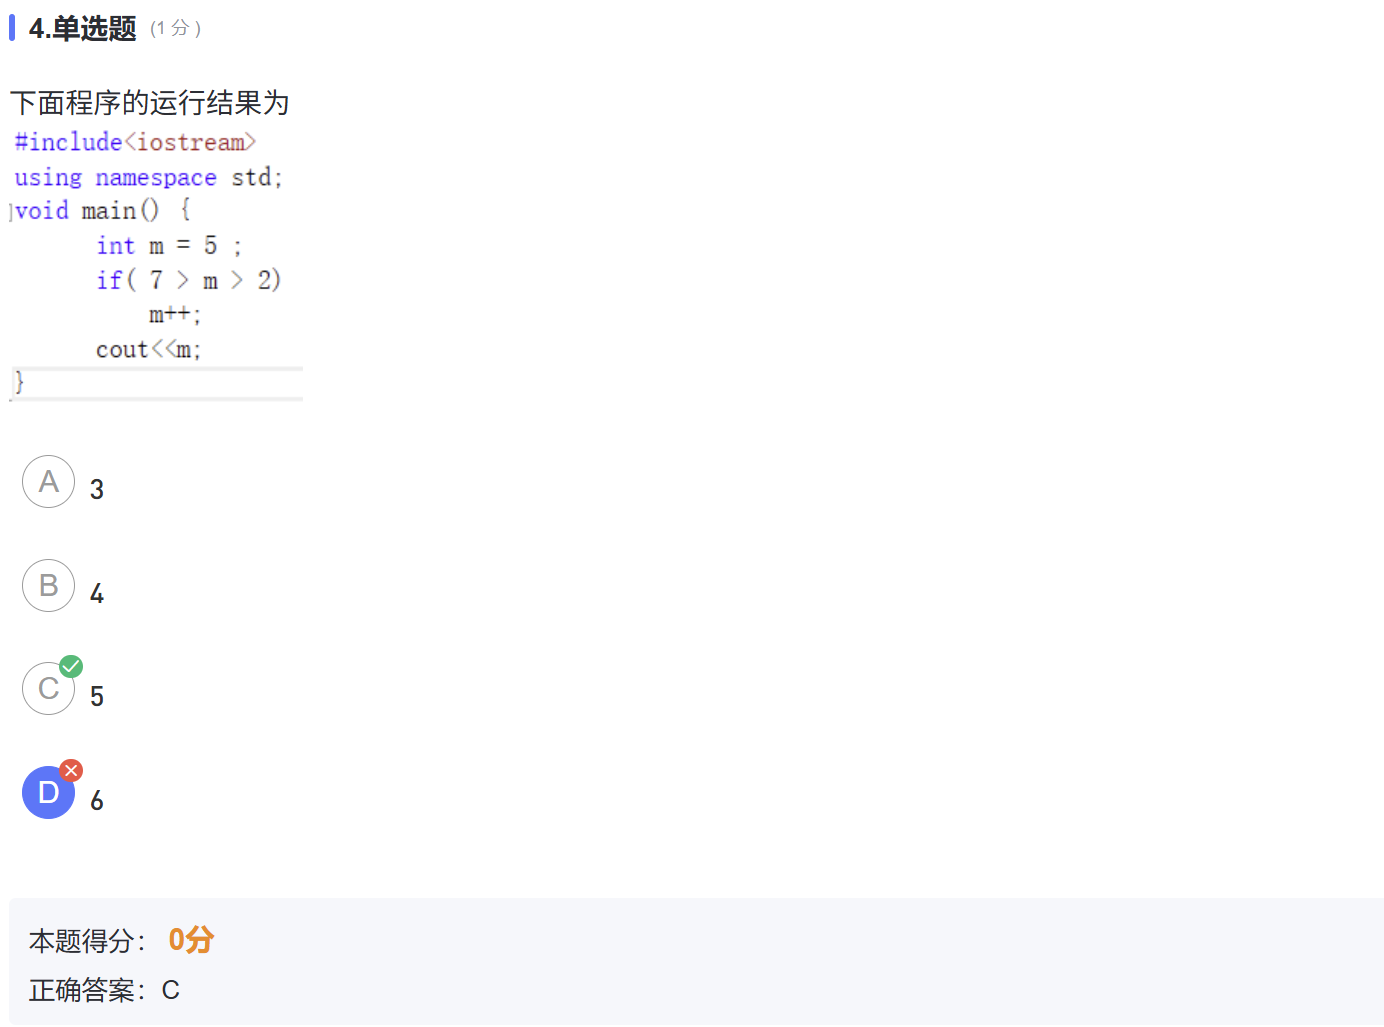 4.单选题 (1 分)
下面程序的运行结果为
#include<iostream>
using namespace std;
void main() {
int m = 5 ;
if( 7 > m > 2)
m++;
cout<<m;
}
A 3
B 4
C 5
D 6
本题得分： 0分
正确答案：C